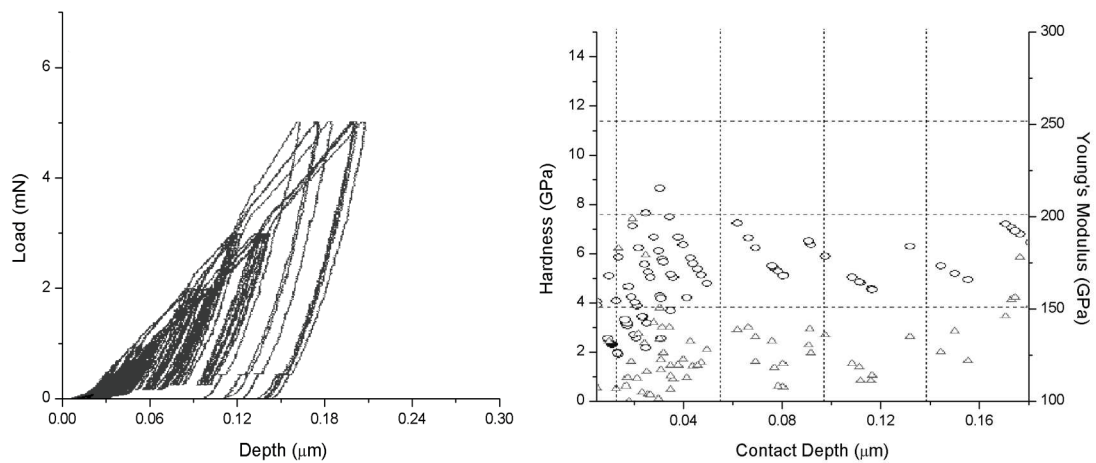 6
4
2
0
0.00 0.06 0.12 0.18 0.24 0.30
Load (mN)
Depth (μm)
14
12
10
8
6
4
2
0
Hardness (GPa)
300
250
200
150
100
Young's Modulus (GPa)
0.04 0.08 0.12 0.16
Contact Depth (μm)